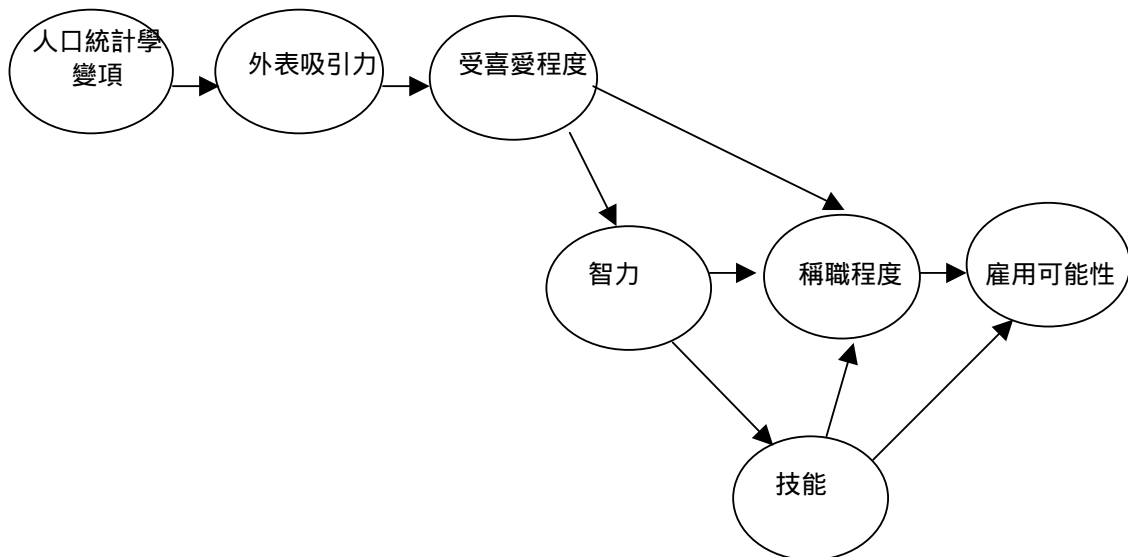 人口統計學
變項
外表吸引力
受喜愛程度
智力
稱職程度
雇用可能性
技能